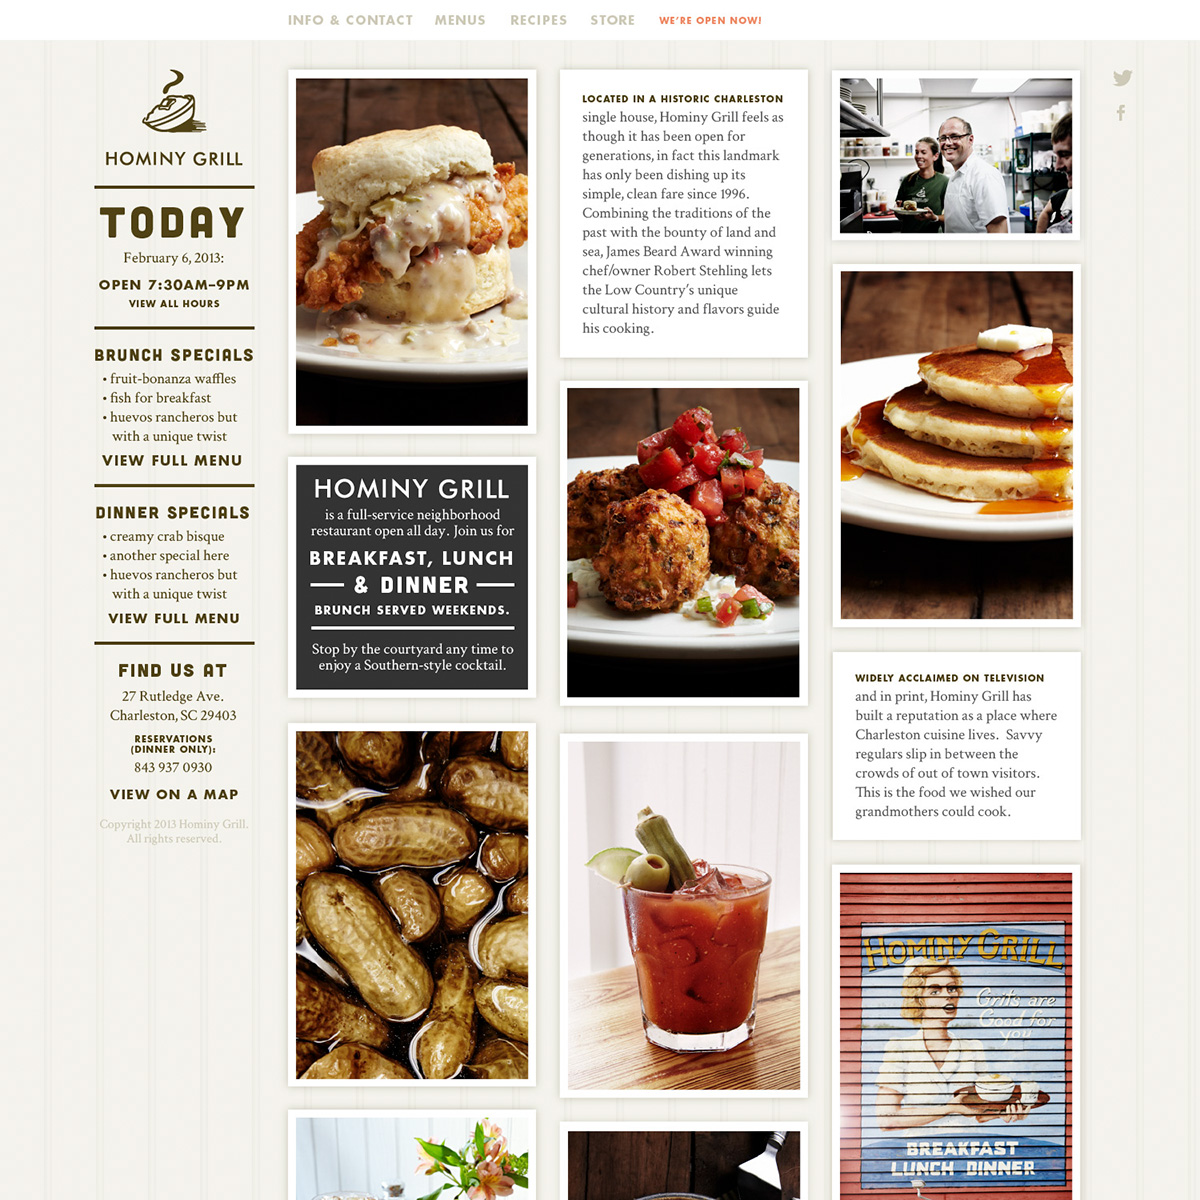 INFO & CONTACT MENUS RECIPES STORE WE'RE OPEN NOW!
HOMINY GRILL
TODAY
February 6, 2013:
OPEN 7:30AM–9PM
VIEW ALL HOURS
BRUNCH SPECIALS
• fruit-bonanza waffles
• fish for breakfast
• huevos rancheros but
with a unique twist
VIEW FULL MENU
DINNER SPECIALS
• creamy crab bisque
• another special here
• huevos rancheros but
with a unique twist
VIEW FULL MENU
FIND US AT
27 Rutledge Ave.
Charleston, SC 29403
RESERVATIONS
(DINNER ONLY):
843 937 0930
VIEW ON A MAP
Copyright 2013 Hominy Grill.
All rights reserved.
HOMINY GRILL
is a full-service neighborhood
restaurant open all day. Join us for
BREAKFAST, LUNCH
& DINNER
BRUNCH SERVED WEEKENDS.
Stop by the courtyard any time to
enjoy a Southern-style cocktail.
LOCATED IN A HISTORIC CHARLESTON
single house, Hominy Grill feels as
though it has been open for
generations, in fact this landmark
has only been dishing up its
simple, clean fare since 1996.
Combining the traditions of the
past with the bounty of land and
sea, James Beard Award winning
chef/owner Robert Stehling lets
the Low Country's unique
cultural history and flavors guide
his cooking.
WIDELY ACCLAIMED ON TELEVISION
and in print, Hominy Grill has
built a reputation as a place where
Charleston cuisine lives. Savvy
regulars slip in between the
crowds of out of town visitors.
This is the food we wished our
grandmothers could cook.
HOMINY GRILL
Grits are
Good for
you
BREAKFAST
LUNCH DINNER